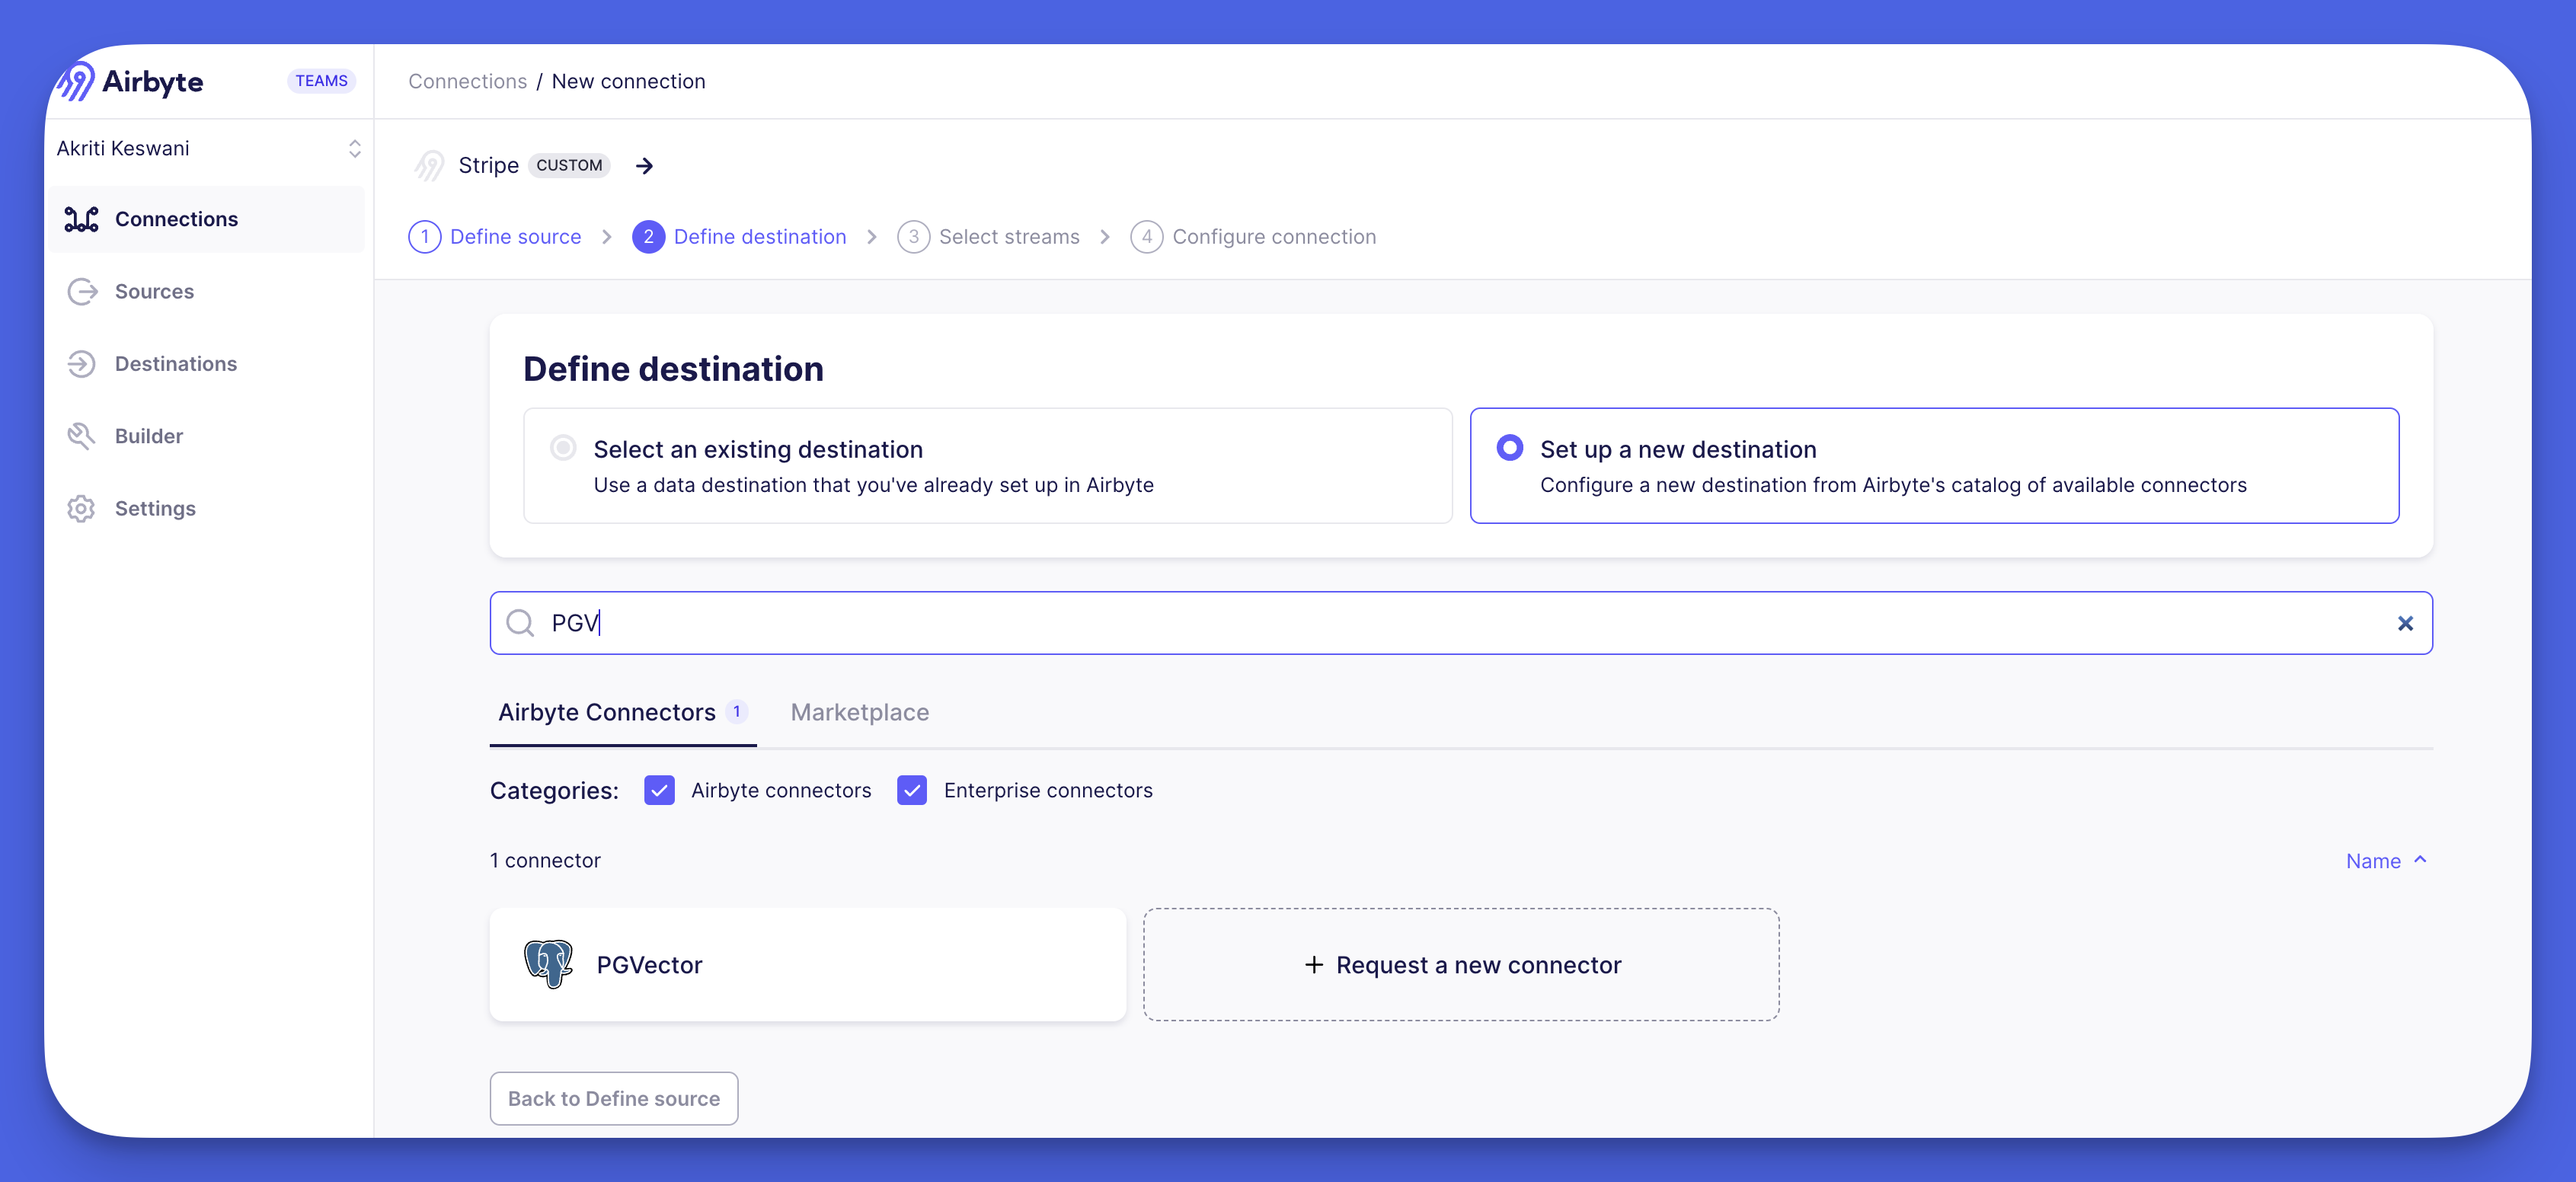 Airbyte TEAMS
Connections / New connection
Akriti Keswani
Stripe CUSTOM
Connections
1 Define source 2 Define destination 3 Select streams 4 Configure connection
Sources
Destinations
Builder
Settings
Define destination
Select an existing destination
Use a data destination that you've already set up in Airbyte
Set up a new destination
Configure a new destination from Airbyte's catalog of available connectors
PGV
Airbyte Connectors 1 Marketplace
Categories: Airbyte connectors Enterprise connectors
1 connector
Name
PGVector
+ Request a new connector
Back to Define source